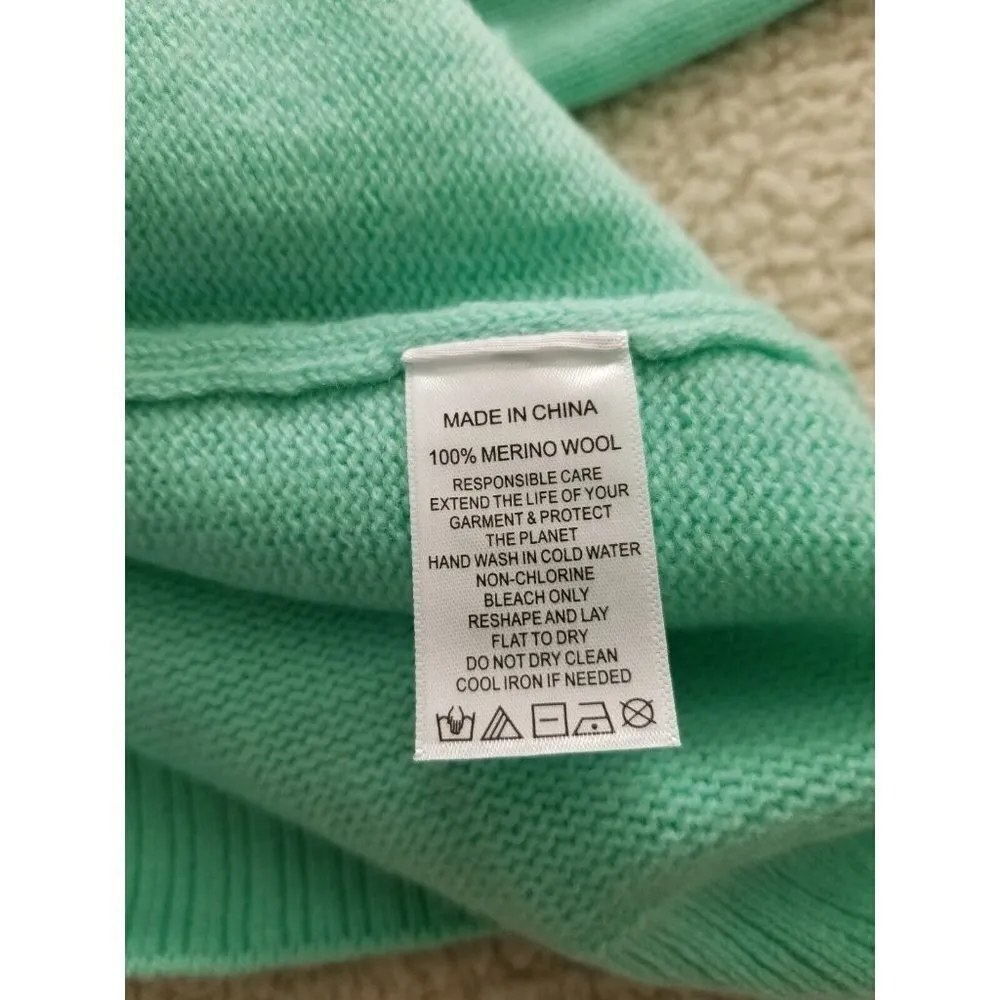 MADE IN CHINA
100% MERINO WOOL
RESPONSIBLE CARE
EXTEND THE LIFE OF YOUR
GARMENT & PROTECT
THE PLANET
HAND WASH IN COLD WATER
NON-CHLORINE
BLEACH ONLY
RESHAPE AND LAY
FLAT TO DRY
DO NOT DRY CLEAN
COOL IRON IF NEEDED